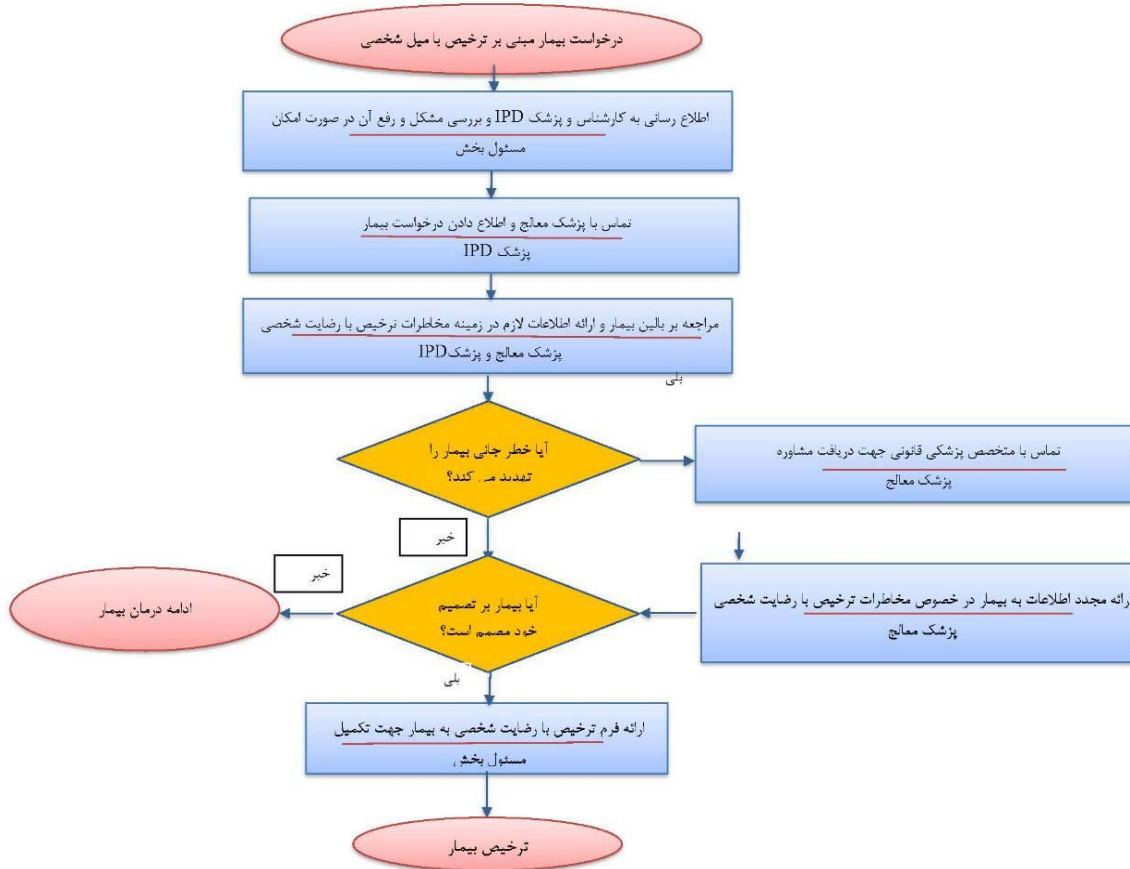 درخواست بیمار مبنی بر ترخیص با میل شخصی
اطلاع رسانی به کارشناس و پزشک IPD و بررسی مشکل و رفع آن در صورت امکان
مسئول بخش
تماس با پزشک معالج و اطلاع دادن درخواست بیمار
پزشک IPD
مراجعه بر بالین بیمار و ارائه اطلاعات لازم در زمینه مخاطرات ترخیص با رضایت شخصی
پزشک معالج و پزشکIPD
بلی
آیا خطر جانی بیمار را
تهدید می کند؟
تماس با متخصص پزشکی قانونی جهت دریافت مشاوره
پزشک معالج
خیر
خیر
آیا بیمار بر تصمیم
خود مصمم است؟
ارائه مجدد اطلاعات به بیمار در خصوص مخاطرات ترخیص با رضایت شخصی
پزشک معالج
ادامه درمان بیمار
بلی
ارائه فرم ترخیص با رضایت شخصی به بیمار جهت تکمیل
مسئول بخش
ترخیص بیمار